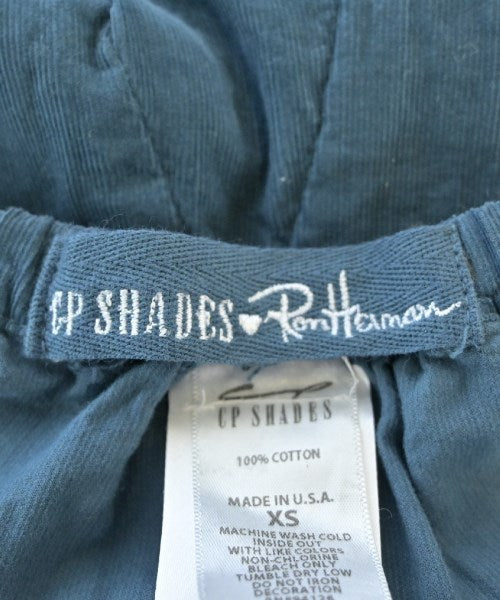 CP SHADES Ron Herman
CP SHADES
100% COTTON
MADE IN U.S.A.
XS
MACHINE WASH COLD
INSIDE OUT
WITH LIKE COLORS
NON-CHLORINE
BLEACH ONLY
TUMBLE DRY LOW
DO NOT IRON
DECORATION